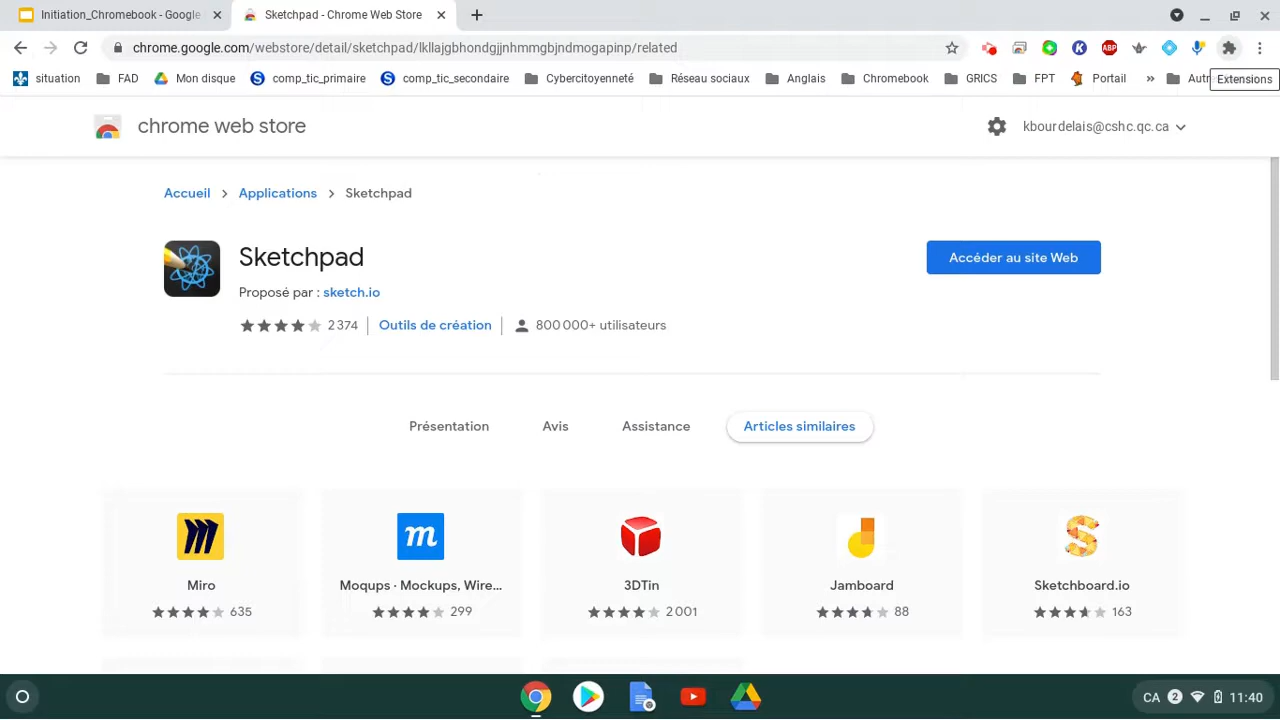 Initiation_Chromebook - Google
Sketchpad - Chrome Web Store
chrome.google.com/webstore/detail/sketchpad/lkllajgbhondgjjnhmmgbjndmogapinp/related
ABP
situation FAD Mon disque comp_tic_primaire comp_tic_secondaire Cybercitoyenneté Réseau sociaux Anglais Chromebook GRICS FPT Portail » Autr
Extensions
chrome web store
kbourdelais@cshc.qc.ca
Accueil > Applications > Sketchpad
Sketchpad
Accéder au site Web
Proposé par : sketch.io
2 374 Outils de création 800 000+ utilisateurs
Présentation Avis Assistance Articles similaires
Miro Moqups · Mockups, Wire... 3DTin Jamboard Sketchboard.io
635 299 2 001 88 163
CA 2 11:40